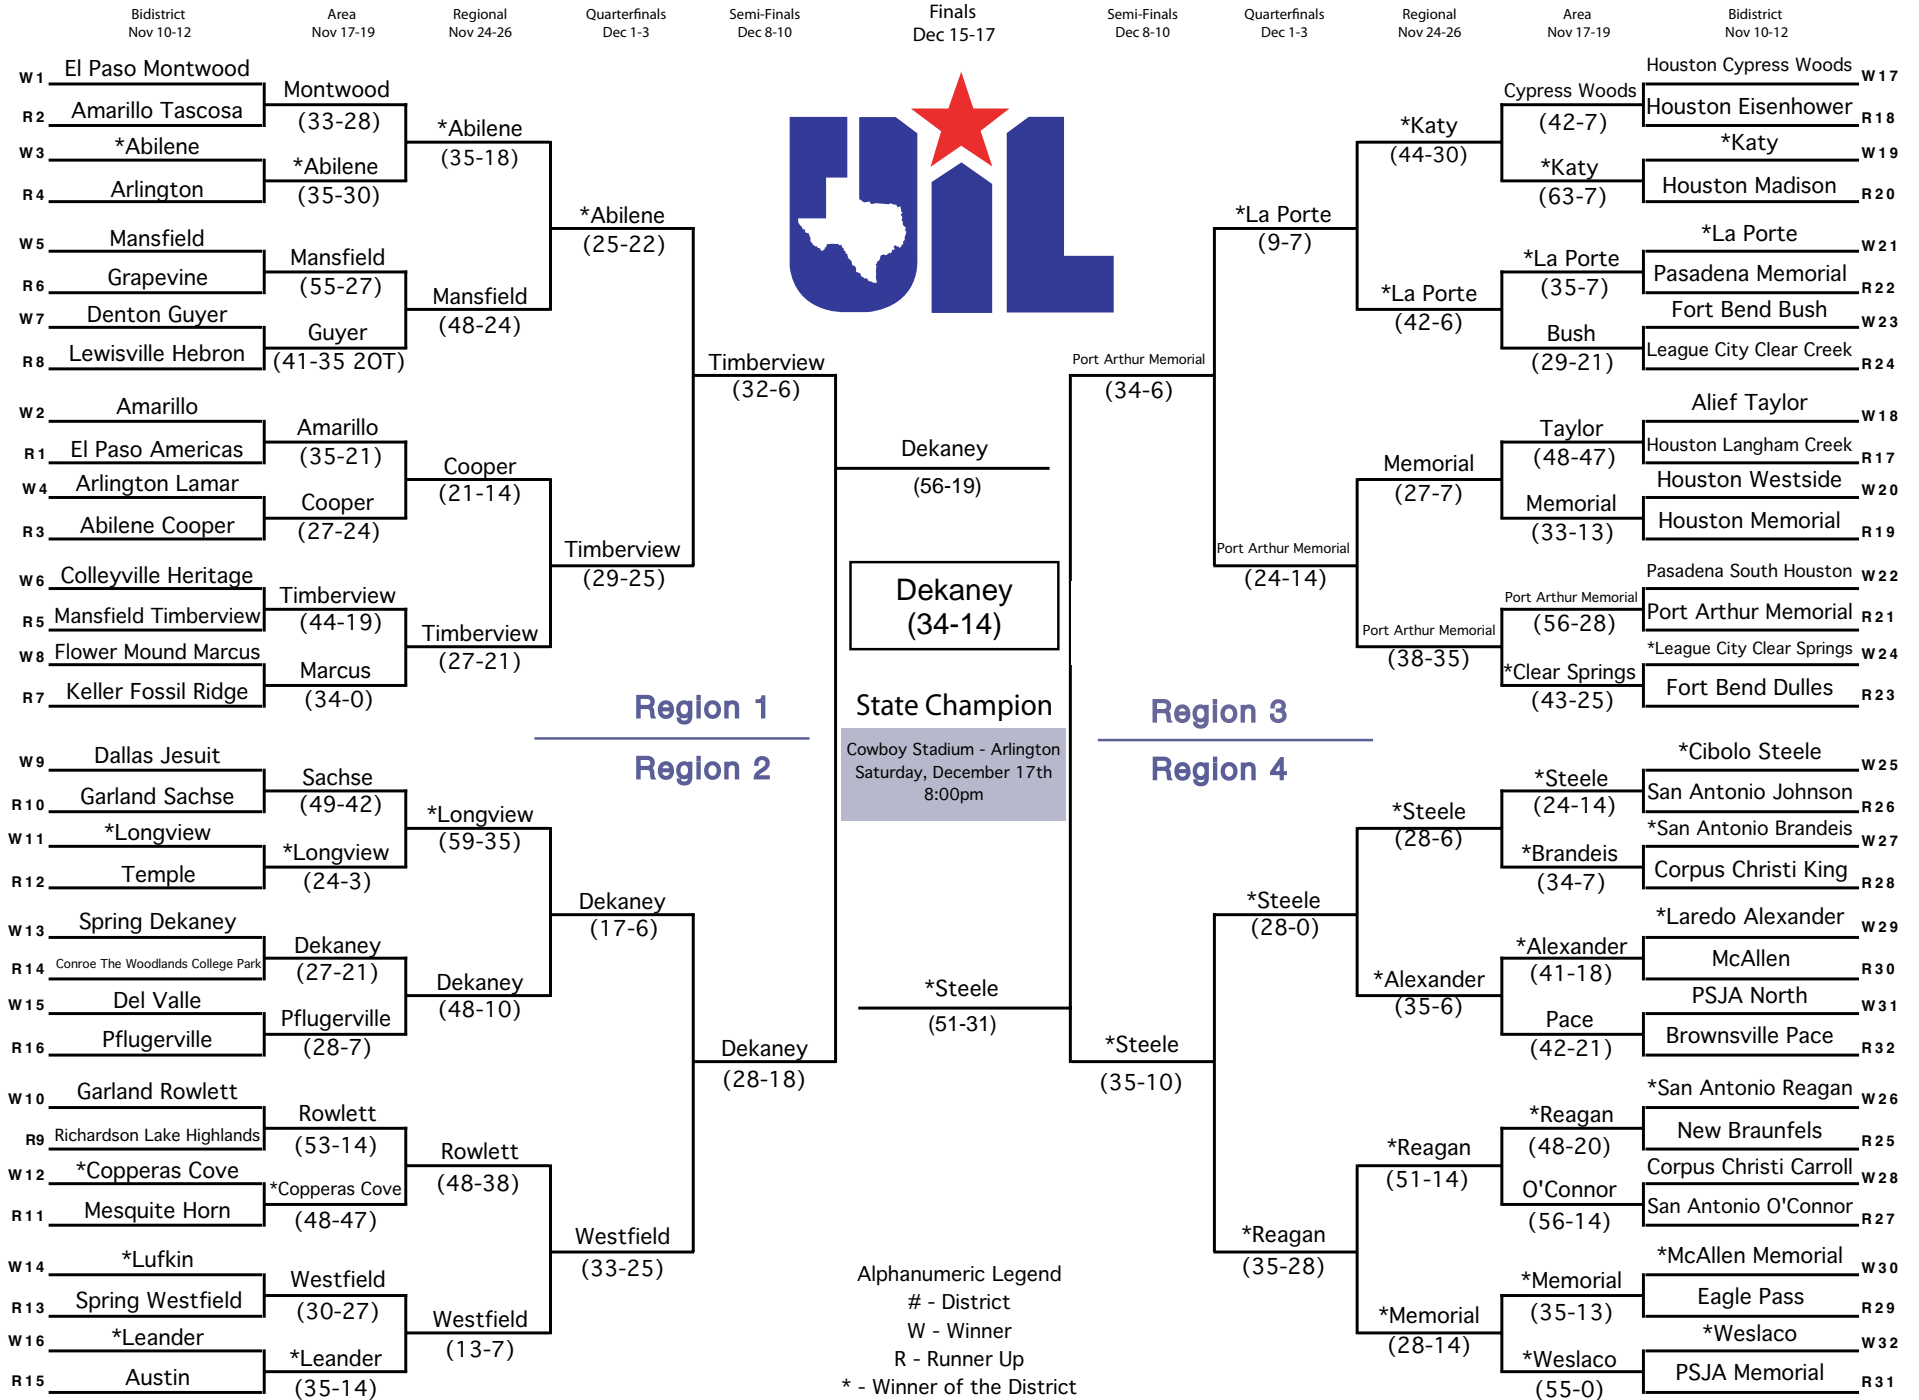 Bidistrict
Nov 10-12
Area
Nov 17-19
Regional
Nov 24-26
Quarterfinals
Dec 1-3
Semi-Finals
Dec 8-10
Finals
Dec 15-17
Semi-Finals
Dec 8-10
Quarterfinals
Dec 1-3
Regional
Nov 24-26
Area
Nov 17-19
Bidistrict
Nov 10-12
W1 El Paso Montwood
R2 Amarillo Tascosa
W3 *Abilene
R4 Arlington
W5 Mansfield
R6 Grapevine
W7 Denton Guyer
R8 Lewisville Hebron
W2 Amarillo
R1 El Paso Americas
W4 Arlington Lamar
R3 Abilene Cooper
W6 Colleyville Heritage
R5 Mansfield Timberview
W8 Flower Mound Marcus
R7 Keller Fossil Ridge
W9 Dallas Jesuit
R10 Garland Sachse
W11 *Longview
R12 Temple
W13 Spring Dekaney
R14 Conroe The Woodlands College Park
W15 Del Valle
R16 Pflugerville
W10 Garland Rowlett
R9 Richardson Lake Highlands
W12 *Copperas Cove
R11 Mesquite Horn
W14 *Lufkin
R13 Spring Westfield
W16 *Leander
R15 Austin
Montwood
(33-28)
*Abilene
(35-30)
Mansfield
(55-27)
Guyer
(41-35 2OT)
Amarillo
(35-21)
Cooper
(27-24)
Timberview
(44-19)
Marcus
(34-0)
Sachse
(49-42)
*Longview
(24-3)
Dekaney
(27-21)
Pflugerville
(28-7)
Rowlett
(53-14)
*Copperas Cove
(48-47)
Westfield
(30-27)
*Leander
(35-14)
*Abilene
(35-18)
Mansfield
(48-24)
Cooper
(21-14)
Timberview
(27-21)
*Longview
(59-35)
Dekaney
(48-10)
Rowlett
(48-38)
Westfield
(13-7)
*Abilene
(25-22)
Timberview
(29-25)
Dekaney
(17-6)
Westfield
(33-25)
Timberview
(32-6)
Dekaney
(28-18)
Region 1
Region 2
UIL
Dekaney
(56-19)
Dekaney
(34-14)
State Champion
Cowboy Stadium - Arlington
Saturday, December 17th
8:00pm
*Steele
(51-31)
Alphanumeric Legend
# - District
W - Winner
R - Runner Up
* - Winner of the District
Region 3
Region 4
Port Arthur Memorial
(34-6)
*Steele
(35-10)
*La Porte
(9-7)
Port Arthur Memorial
(24-14)
*Steele
(28-0)
*Reagan
(35-28)
*Katy
(44-30)
*La Porte
(42-6)
Memorial
(27-7)
Port Arthur Memorial
(38-35)
*Steele
(28-6)
*Alexander
(35-6)
*Reagan
(51-14)
*Memorial
(28-14)
Cypress Woods
(42-7)
*Katy
(63-7)
*La Porte
(35-7)
Bush
(29-21)
Taylor
(48-47)
Memorial
(33-13)
Port Arthur Memorial
(56-28)
*Clear Springs
(43-25)
*Steele
(24-14)
*Brandeis
(34-7)
*Alexander
(41-18)
Pace
(42-21)
*Reagan
(48-20)
O'Connor
(56-14)
*Memorial
(35-13)
*Weslaco
(55-0)
Houston Cypress Woods W17
Houston Eisenhower R18
*Katy W19
Houston Madison R20
*La Porte W21
Pasadena Memorial R22
Fort Bend Bush W23
League City Clear Creek R24
Alief Taylor W18
Houston Langham Creek R17
Houston Westside W20
Houston Memorial R19
Pasadena South Houston W22
Port Arthur Memorial R21
*League City Clear Springs W24
Fort Bend Dulles R23
*Cibolo Steele W25
San Antonio Johnson R26
*San Antonio Brandeis W27
Corpus Christi King R28
*Laredo Alexander W29
McAllen R30
PSJA North W31
Brownsville Pace R32
*San Antonio Reagan W26
New Braunfels R25
Corpus Christi Carroll W28
San Antonio O'Connor R27
*McAllen Memorial W30
Eagle Pass R29
*Weslaco W32
PSJA Memorial R31